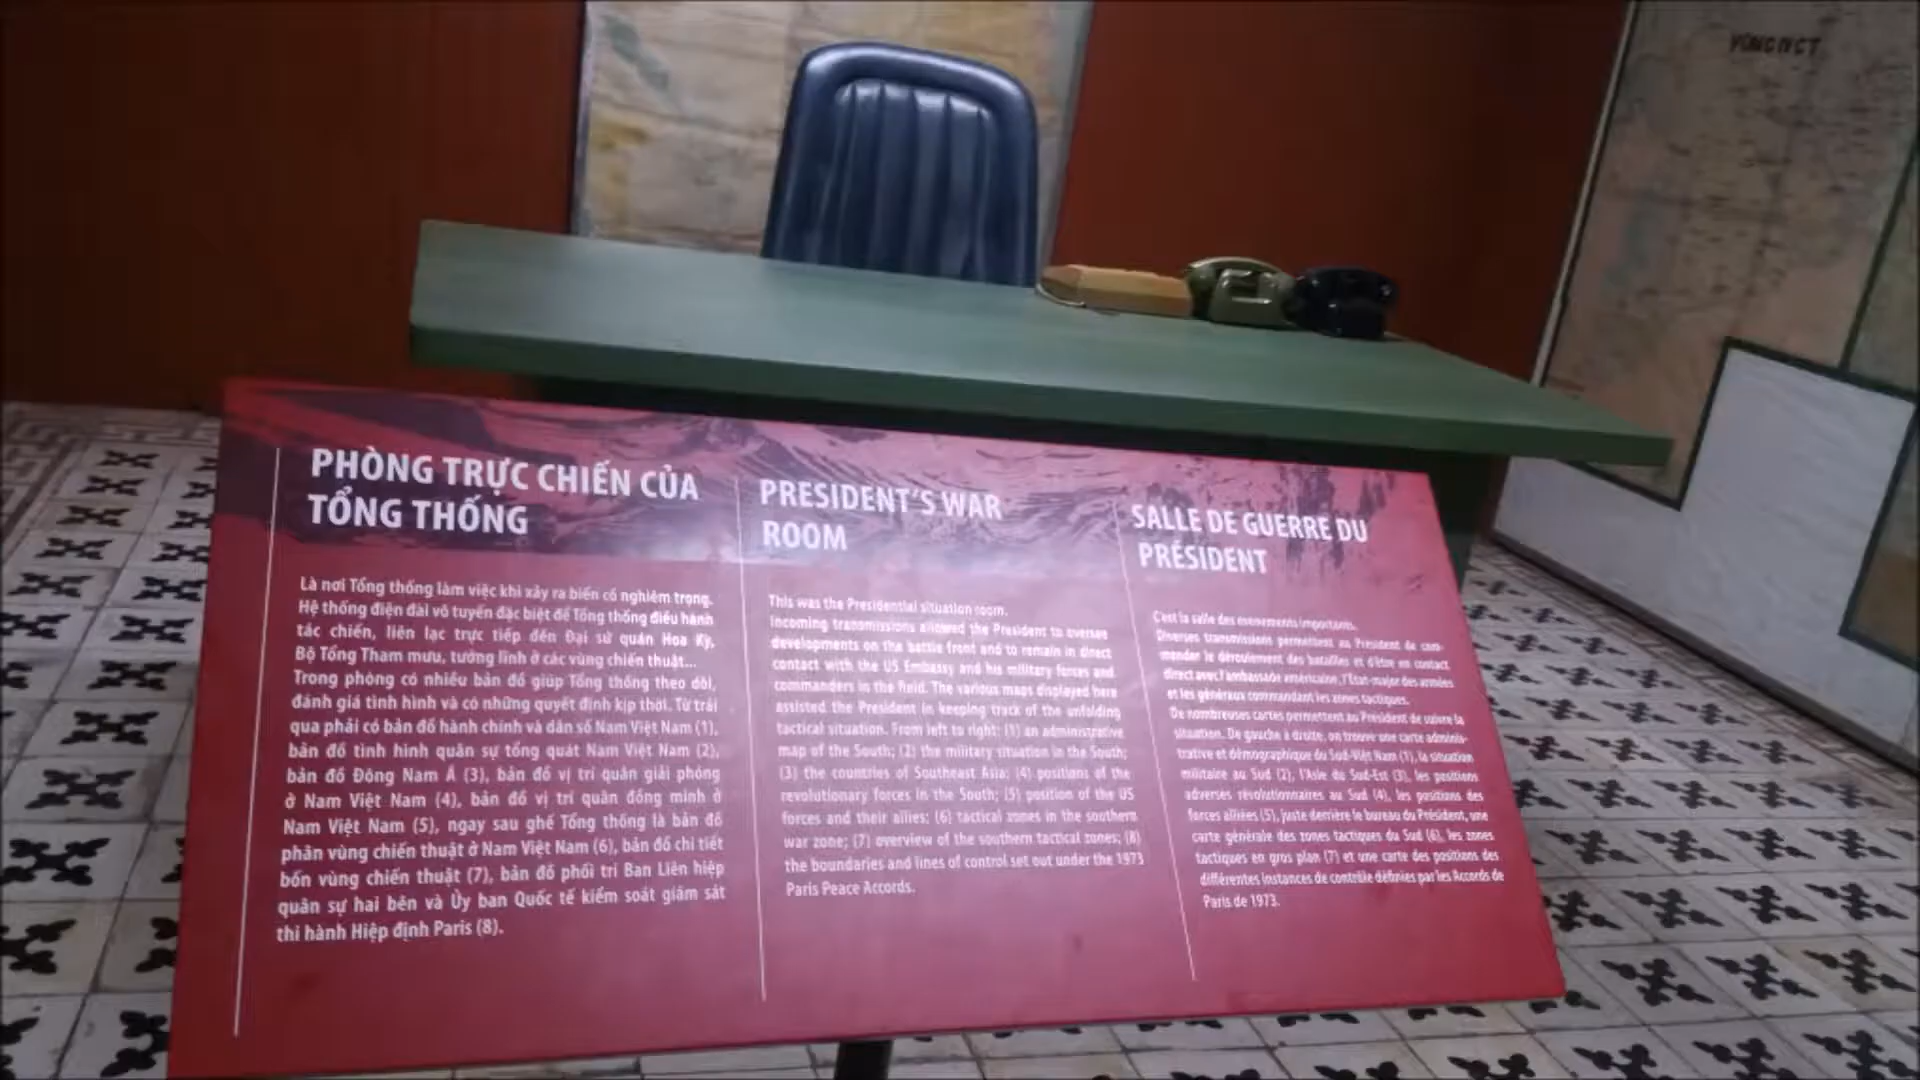 VÙNG IV CT
PHÒNG TRỰC CHIẾN CỦA
TỔNG THỐNG
Là nơi Tổng thống làm việc khi xảy ra biến cố nghiêm trọng.
Hệ thống điện đài vô tuyến đặc biệt để Tổng thống điều hành
tác chiến, liên lạc trực tiếp đến Đại sứ quán Hoa Kỳ,
Bộ Tổng Tham mưu, tướng lĩnh ở các vùng chiến thuật...
Trong phòng có nhiều bản đồ giúp Tổng thống theo dõi,
đánh giá tình hình và có những quyết định kịp thời. Từ trái
qua phải có bản đồ hành chính và dân số Nam Việt Nam (1),
bản đồ tình hình quân sự tổng quát Nam Việt Nam (2),
bản đồ Đông Nam Á (3), bản đồ vị trí quân giải phóng
ở Nam Việt Nam (4), bản đồ vị trí quân đồng minh ở
Nam Việt Nam (5), ngay sau ghế Tổng thống là bản đồ
phân vùng chiến thuật ở Nam Việt Nam (6), bản đồ chi tiết
bốn vùng chiến thuật (7), bản đồ phối trí Ban Liên hiệp
quân sự hai bên và Ủy ban Quốc tế kiểm soát giám sát
thi hành Hiệp định Paris (8).
PRESIDENT'S WAR
ROOM
This was the Presidential situation room.
Incoming transmissions allowed the President to oversee
developments on the battle front and to remain in direct
contact with the US Embassy and his military forces and
commanders in the field. The various maps displayed here
assisted the President in keeping track of the unfolding
tactical situation. From left to right: (1) an administrative
map of the South; (2) the military situation in the South;
(3) the countries of Southeast Asia; (4) positions of the
revolutionary forces in the South; (5) position of the US
forces and their allies; (6) tactical zones in the southern
war zone; (7) overview of the southern tactical zones; (8)
the boundaries and lines of control set out under the 1973
Paris Peace Accords.
SALLE DE GUERRE DU
PRÉSIDENT
C'est la salle des evenements importants.
Diverses transmissions permettent au President de com-
mander le déroulement des batailles et d'être en contact
direct avec l'ambassade américaine, l'Etat-major des armées
et les généraux commandant les zones tactiques.
De nombreuses cartes permettent au Président de suivre la
situation. De gauche à droite, on trouve une carte adminis-
trative et démographique du Sud-Việt Nam (1), la situation
militaire au Sud (2), l'Asie du Sud-Est (3), les positions
adverses révolutionnaires au Sud (4), les positions des
forces alliées (5), juste derrière le bureau du Président, une
carte générale des zones tactiques du Sud (6), les zones
tactiques en gros plan (7) et une carte des positions des
différentes instances de contrôle définies par les Accords de
Paris de 1973.